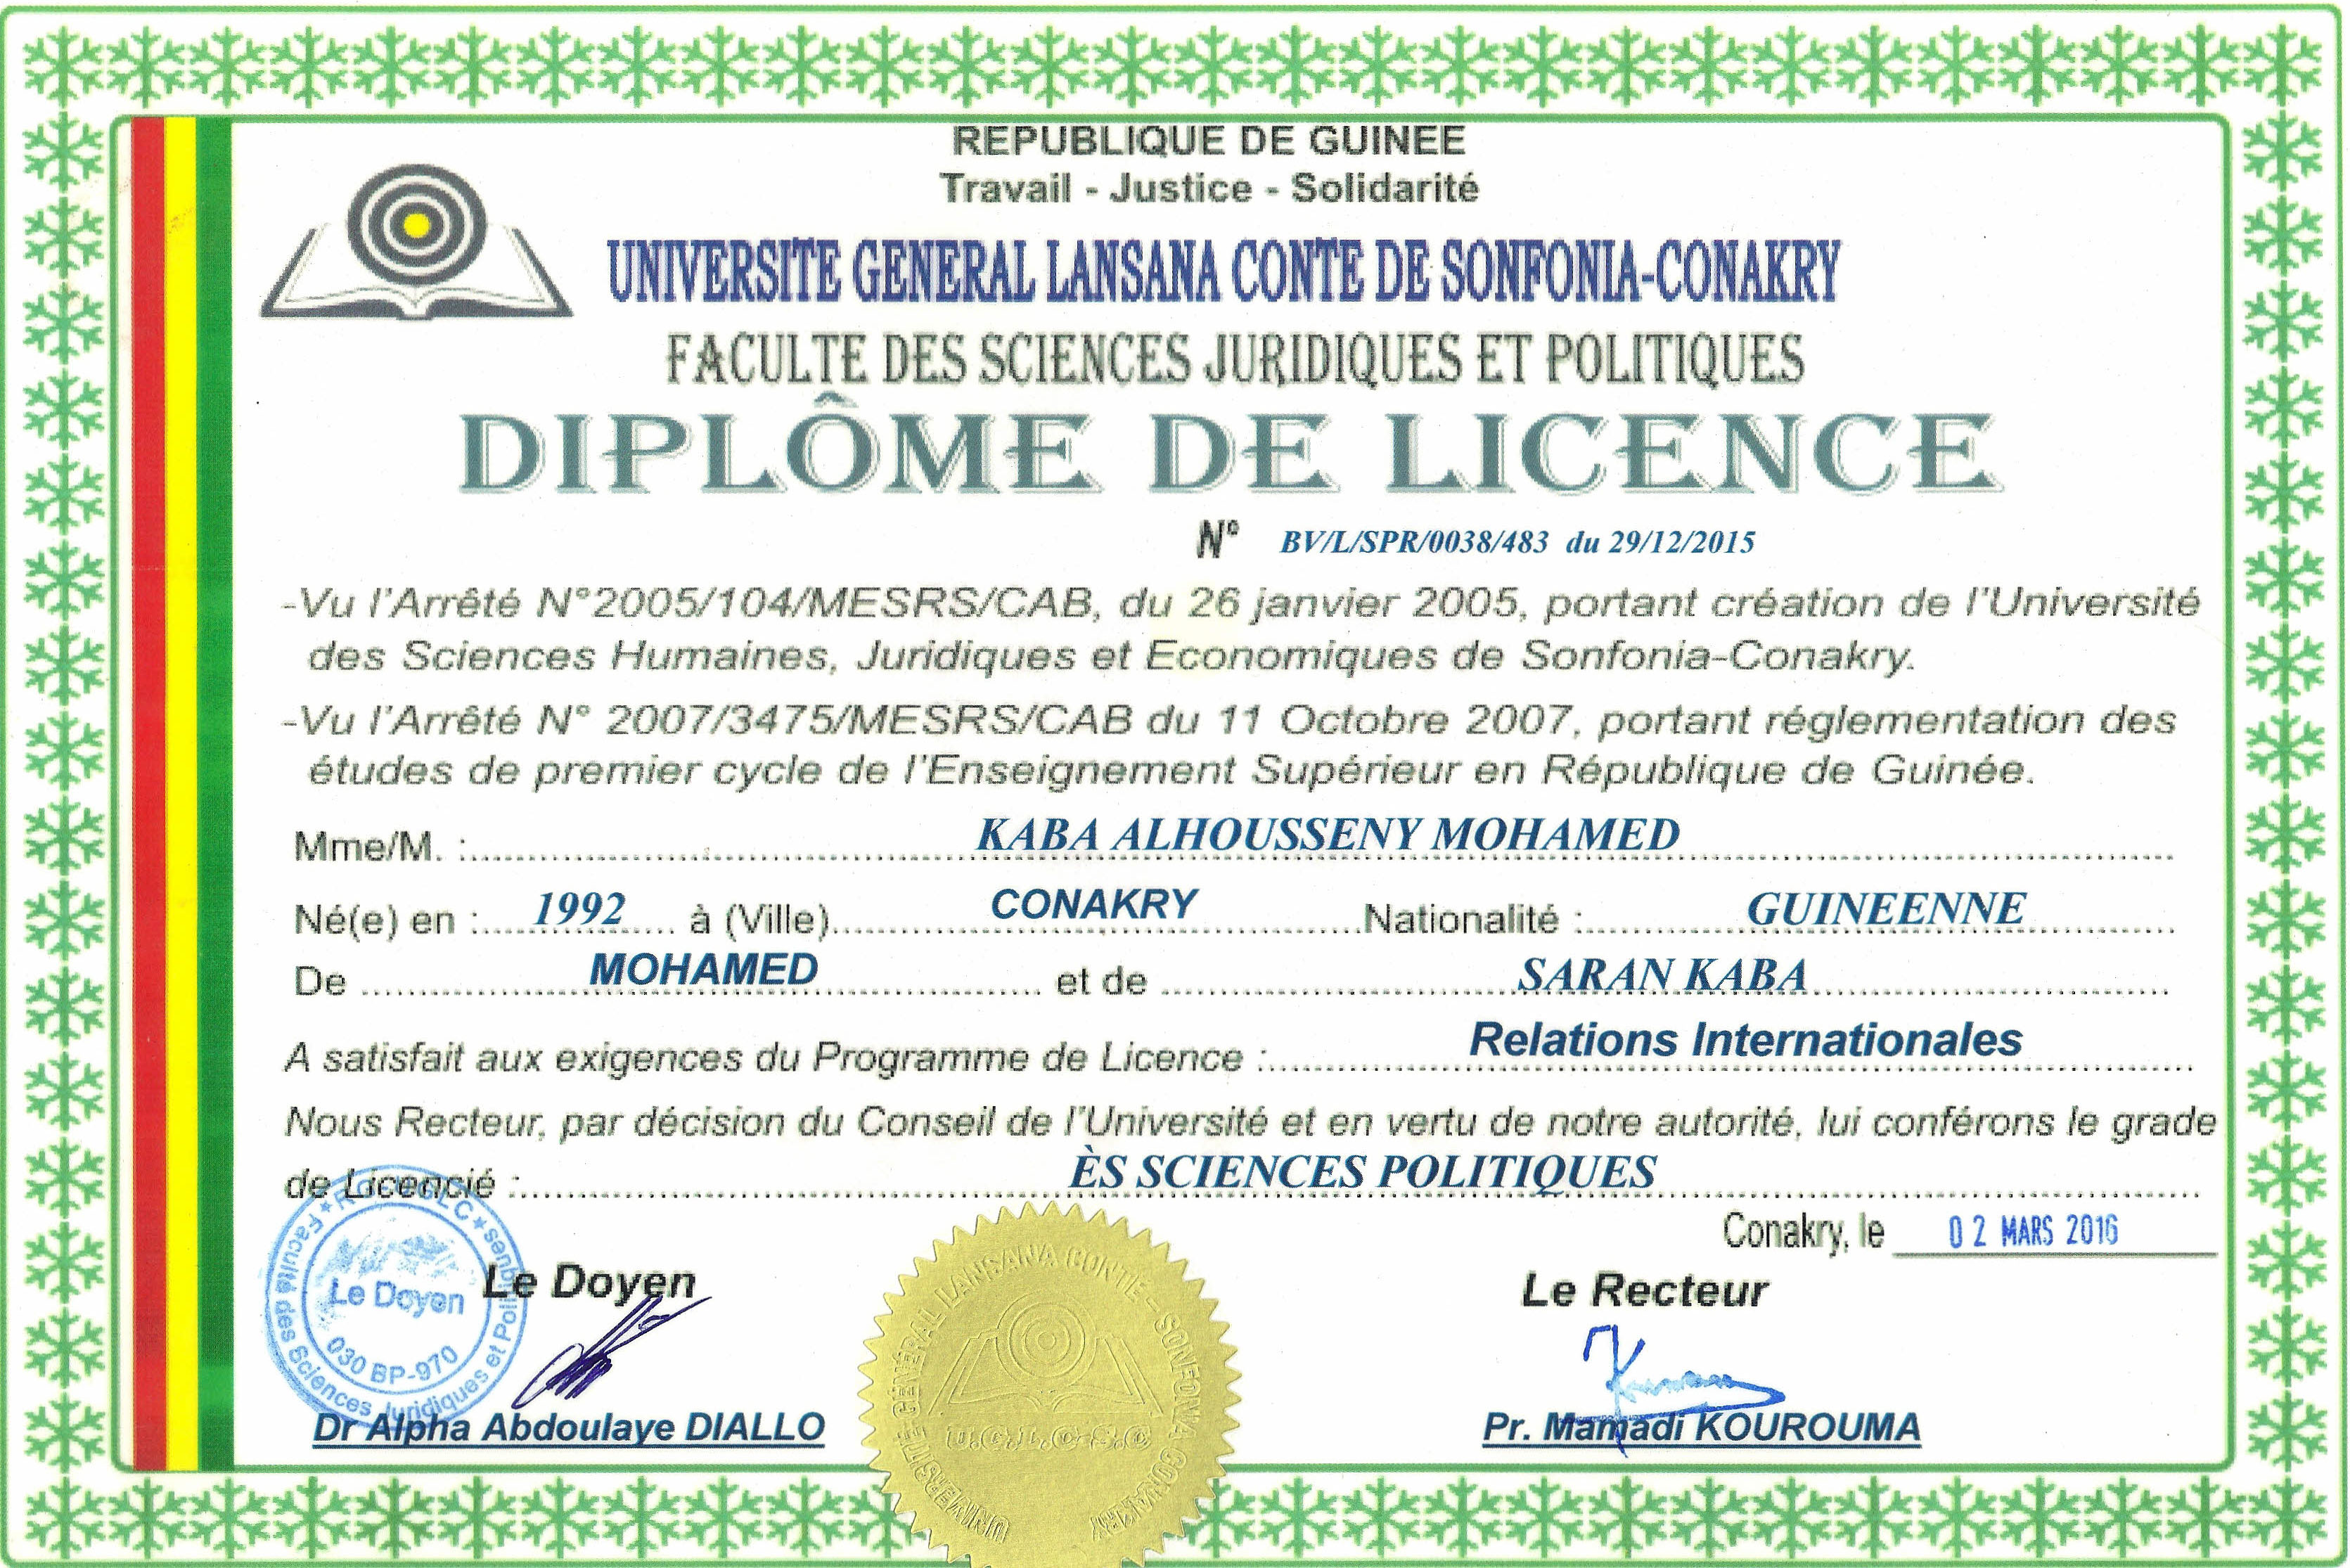 REPUBLIQUE DE GUINEE
Travail - Justice - Solidarité
UNIVERSITE GENERAL LANSANA CONTE DE SONFONIA-CONAKRY
FACULTE DES SCIENCES JURIDIQUES ET POLITIQUES
DIPLÔME DE LICENCE
N° BV/L/SPR/0038/483 du 29/12/2015
-Vu l'Arrêté N°2005/104/MESRS/CAB, du 26 janvier 2005, portant création de l'Université
des Sciences Humaines, Juridiques et Economiques de Sonfonia-Conakry.
-Vu l'Arrêté N° 2007/3475/MESRS/CAB du 11 Octobre 2007, portant réglementation des
études de premier cycle de l'Enseignement Supérieur en République de Guinée.
Mme/M. : KABA ALHOUSSENY MOHAMED
Né(e) en : 1992 à (Ville) CONAKRY Nationalité : GUINEENNE
De MOHAMED et de SARAN KABA
A satisfait aux exigences du Programme de Licence : Relations Internationales
Nous Recteur, par décision du Conseil de l'Université et en vertu de notre autorité, lui conférons le grade
de Licencié : ÈS SCIENCES POLITIQUES
Conakry, le 02 MARS 2016
Le Doyen
Le Recteur
Faculté des Sciences Juridiques et Politiques
Le Doyen
030 BP-970
UNIVERSITÉ GÉNÉRAL LANSANA CONTE - SONFONIA CONAKRY
U.G.L.C-S.C
Dr Alpha Abdoulaye DIALLO
Pr. Mamadi KOUROUMA